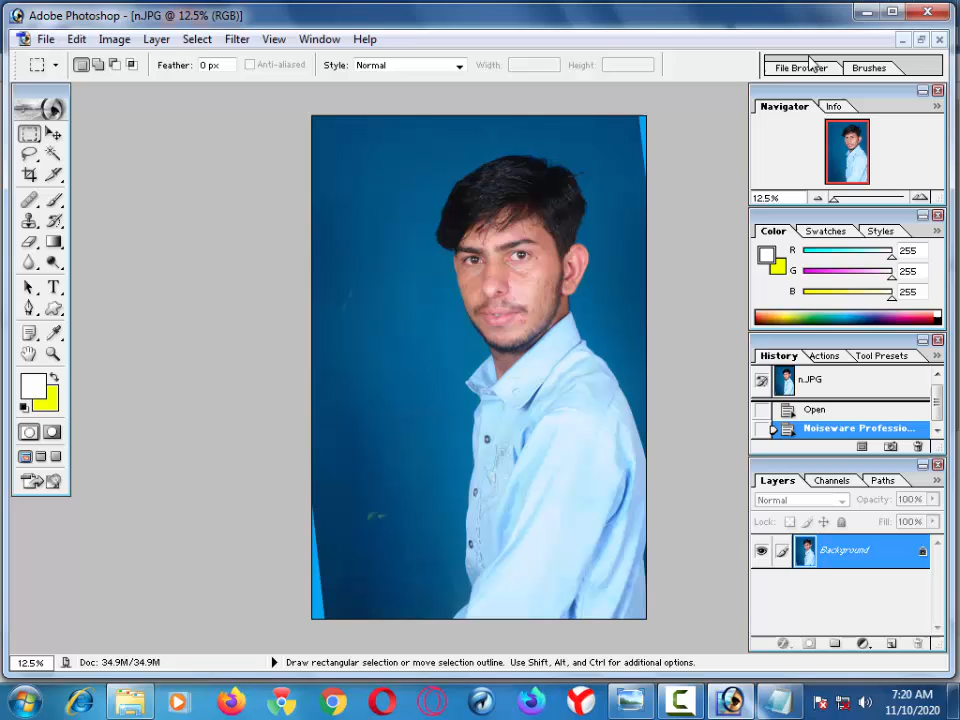 Adobe Photoshop - [n.JPG @ 12.5% (RGB)]
File Edit Image Layer Select Filter View Window Help
Feather: 0 px Anti-aliased Style: Normal Width: Height: File Browser Brushes
Navigator Info
12.5%
Color Swatches Styles
R 255
G 255
B 255
History Actions Tool Presets
n.JPG
Open
Noiseware Professio...
Layers Channels Paths
Normal Opacity: 100%
Lock: Fill: 100%
Background
12.5% Doc: 34.9M/34.9M Draw rectangular selection or move selection outline. Use Shift, Alt, and Ctrl for additional options.
7:20 AM
11/10/2020